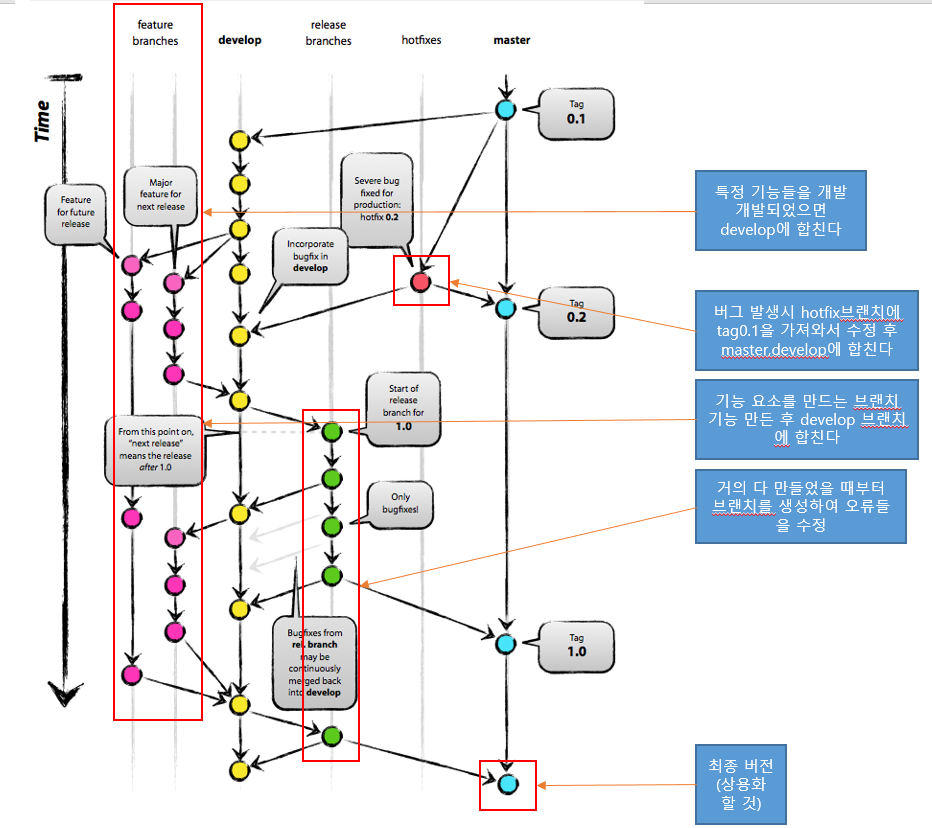 feature
branches
develop
release
branches
hotfixes
master
Time
Tag
0.1
Feature
for future
release
Major
feature for
next release
Severe bug
fixed for
production:
hotfix 0.2
Incorporate
bugfix in
develop
Tag
0.2
Start of
release
branch for
1.0
From this point on,
“next release”
means the release
after 1.0
Only
bugfixes!
Bugfixes from
rel. branch
may be
continuously
merged back
into develop
Tag
1.0
특정 기능들을 개발
개발되었으면
develop에 합친다
버그 발생시 hotfix브랜치에
tag0.1을 가져와서 수정 후
master,develop에 합친다
기능 요소를 만드는 브랜치
기능 만든 후 develop 브랜치
에 합친다
거의 다 만들었을 때부터
브랜치를 생성하여 오류들
을 수정
최종 버전
(상용화
할 것)